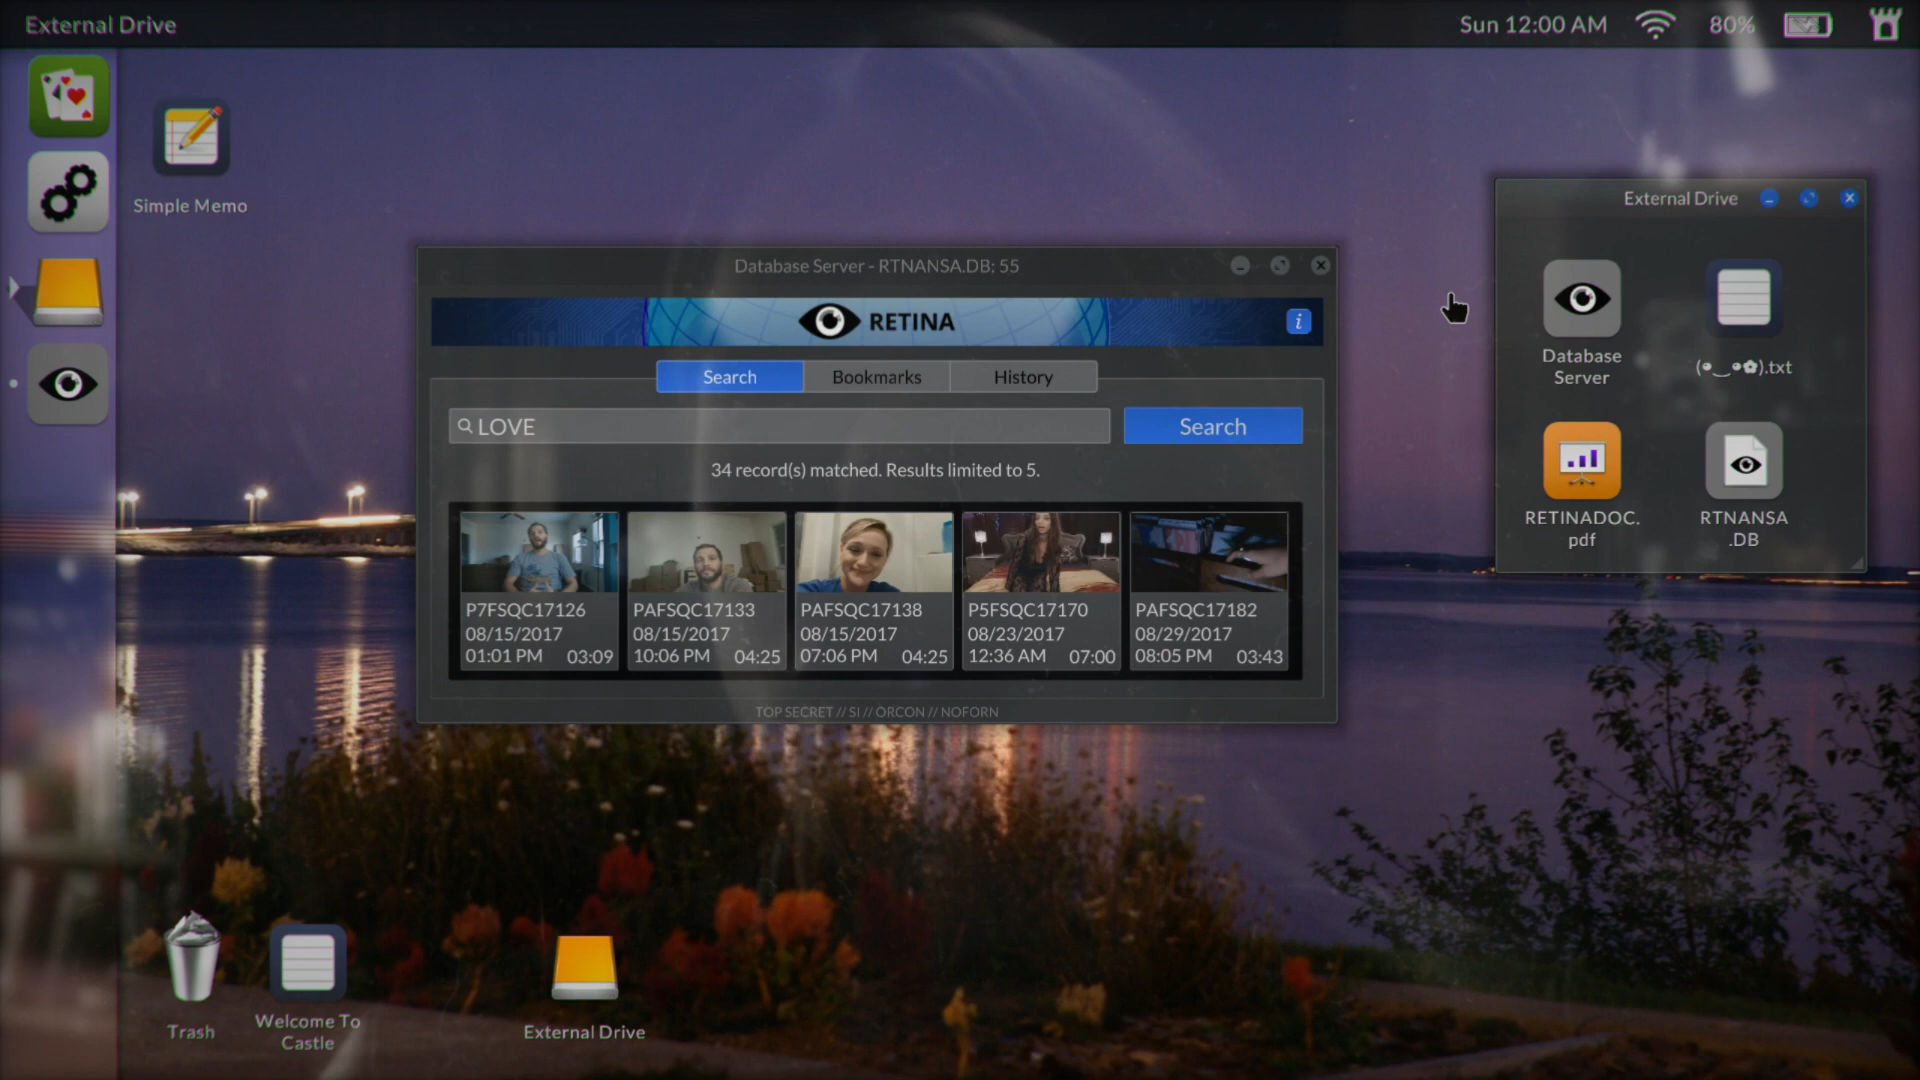 External Drive
Sun 12:00 AM
80%
Simple Memo
External Drive
Database
Server
(◕‿◕✿).txt
RETINADOC.
pdf
RTNANSA
.DB
Database Server - RTNANSA.DB: 55
RETINA
i
Search
Bookmarks
History
LOVE
Search
34 record(s) matched. Results limited to 5.
P7FSQC17126
08/15/2017
01:01 PM 03:09
PAFSQC17133
08/15/2017
10:06 PM 04:25
PAFSQC17138
08/15/2017
07:06 PM 04:25
P5FSQC17170
08/23/2017
12:36 AM 07:00
PAFSQC17182
08/29/2017
08:05 PM 03:43
TOP SECRET // SI // ORCON // NOFORN
Trash
Welcome To
Castle
External Drive